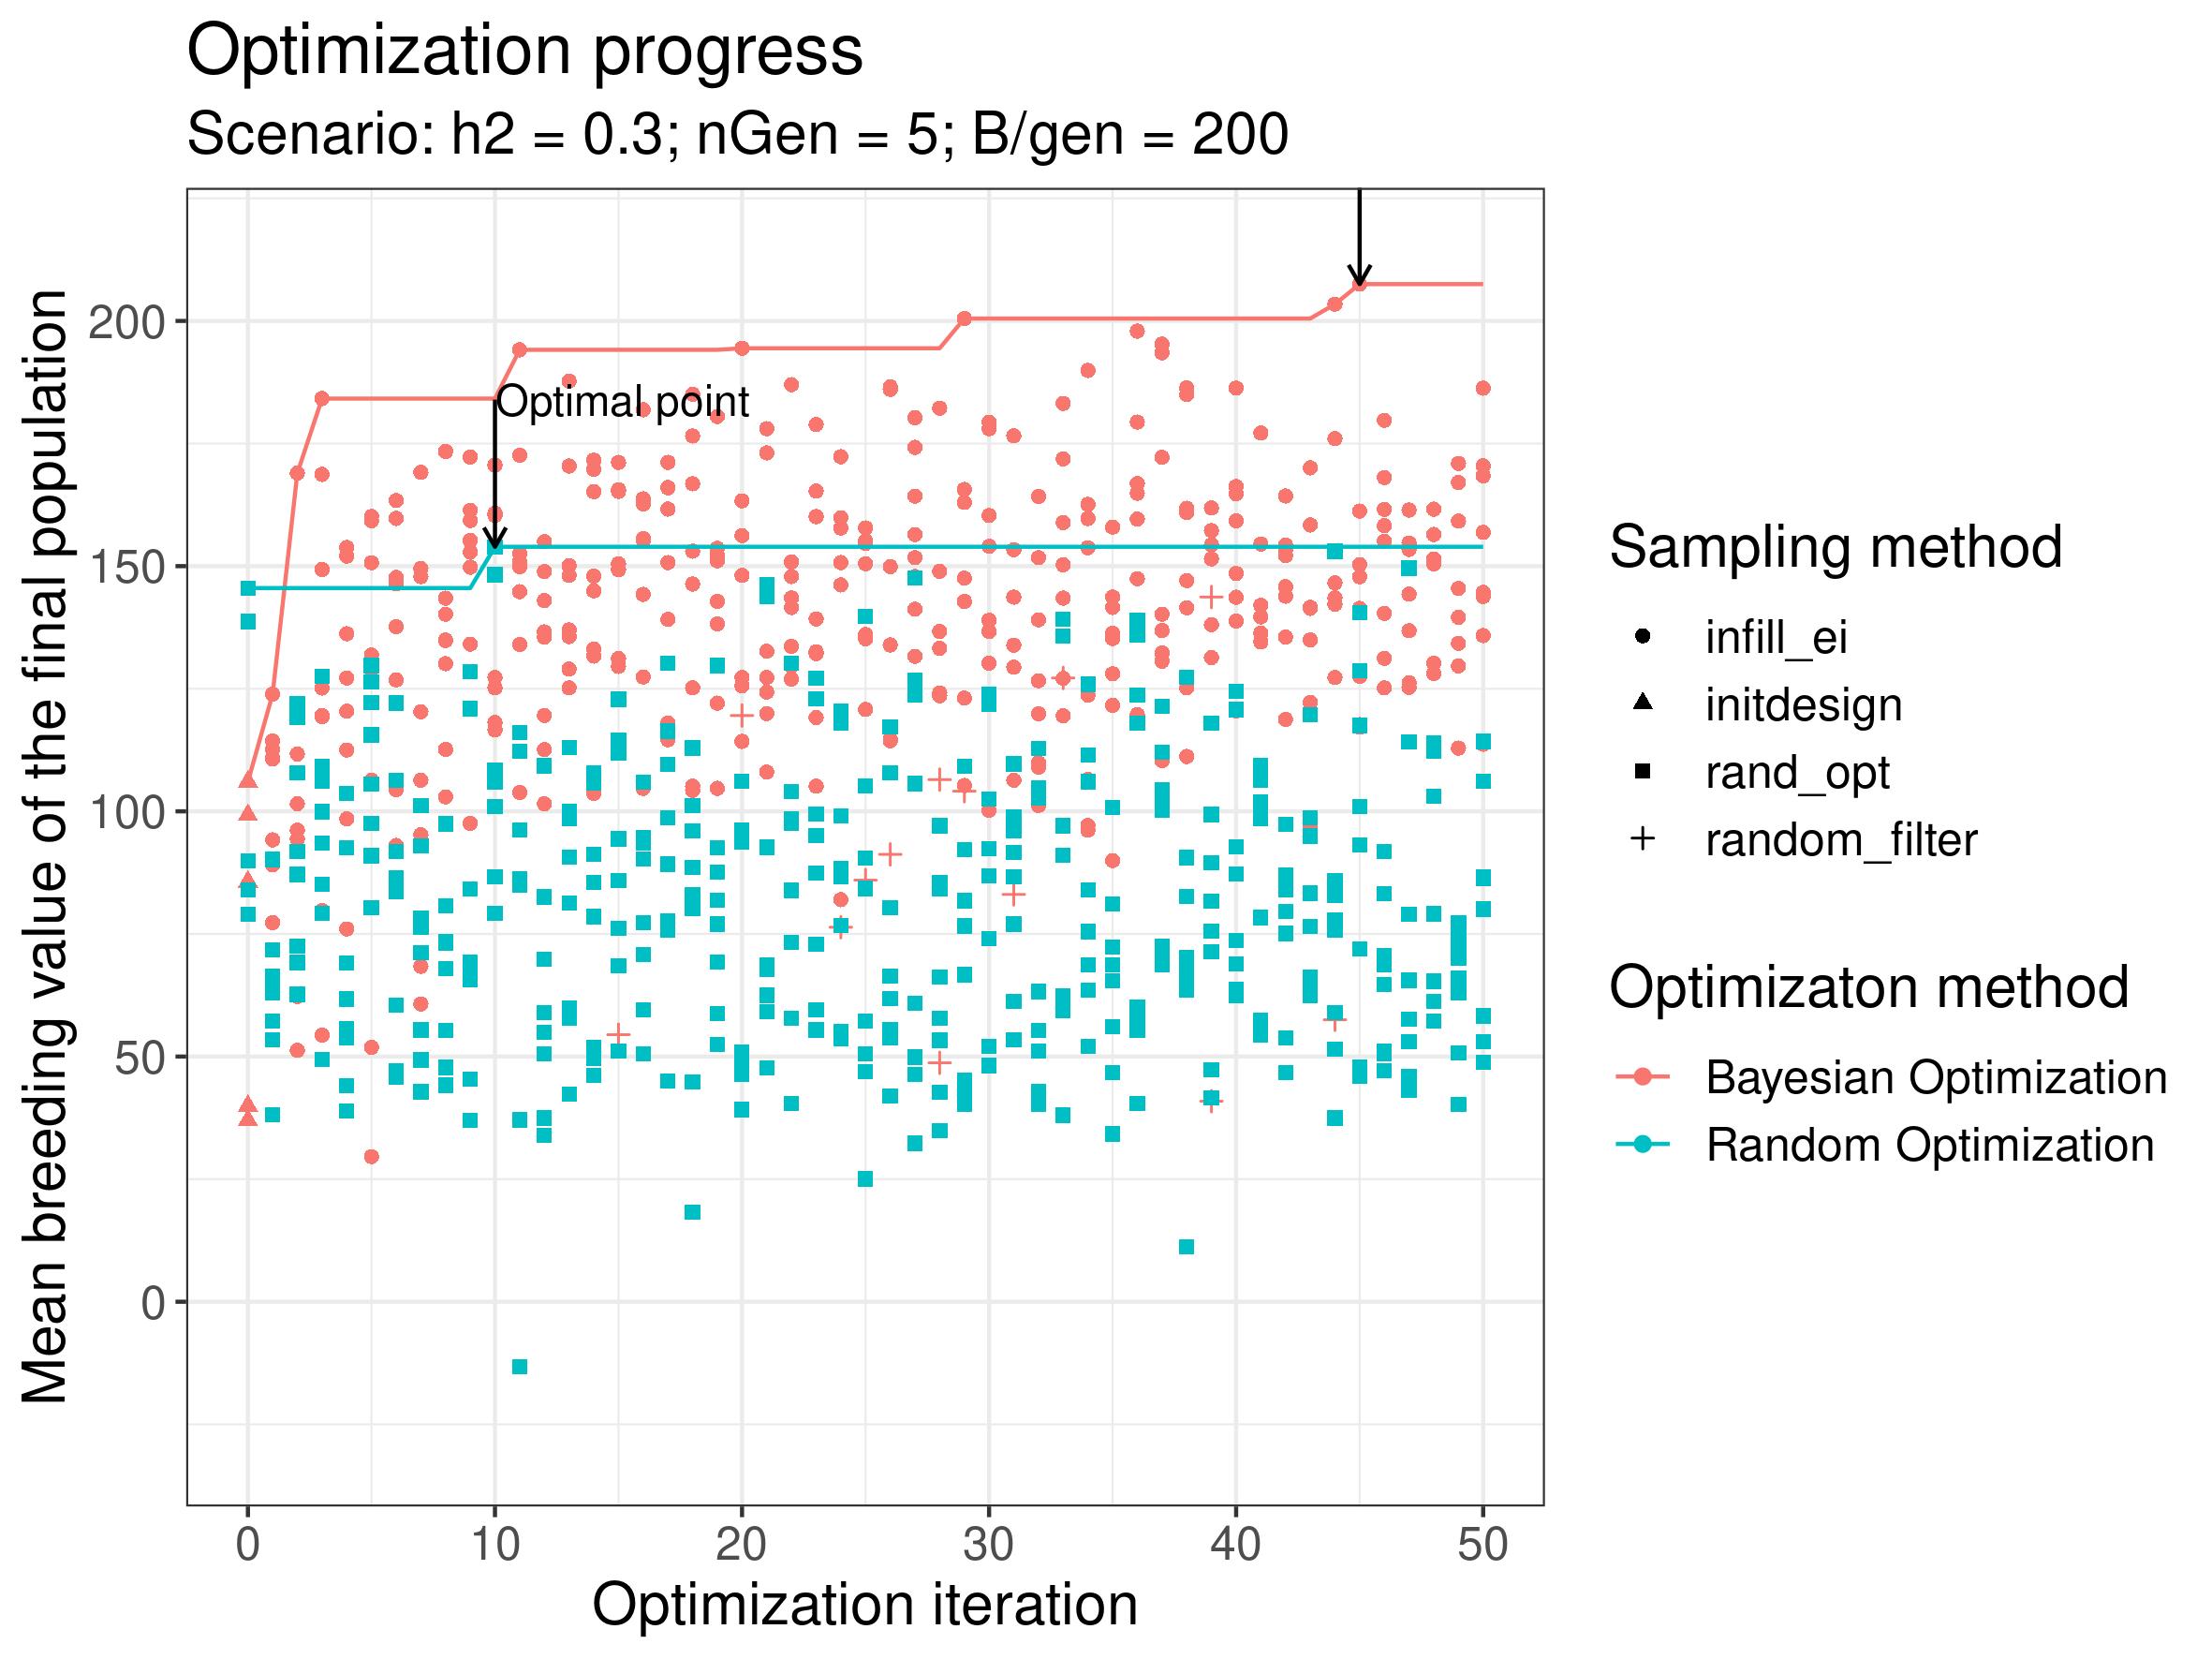 Optimization progress
Scenario: h2 = 0.3; nGen = 5; B/gen = 200
Mean breeding value of the final population
200
150
100
50
0
Optimal point
0 10 20 30 40 50
Optimization iteration
Sampling method
infill_ei
initdesign
rand_opt
random_filter
Optimizaton method
Bayesian Optimization
Random Optimization